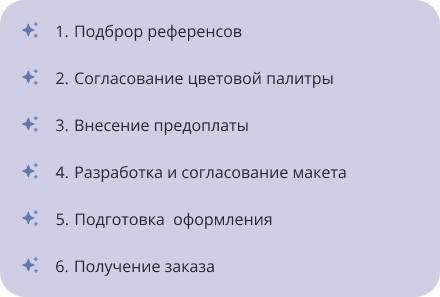 1. Подброр референсов
2. Согласование цветовой палитры
3. Внесение предоплаты
4. Разработка и согласование макета
5. Подготовка  оформления
6. Получение заказа